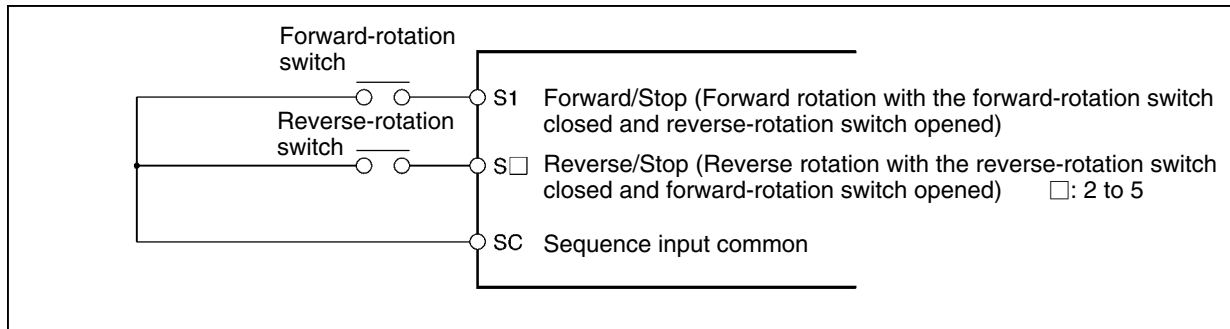 Forward-rotation
switch
S1 Forward/Stop (Forward rotation with the forward-rotation switch
closed and reverse-rotation switch opened)
Reverse-rotation
switch
S□ Reverse/Stop (Reverse rotation with the reverse-rotation switch
closed and forward-rotation switch opened) □: 2 to 5
SC Sequence input common